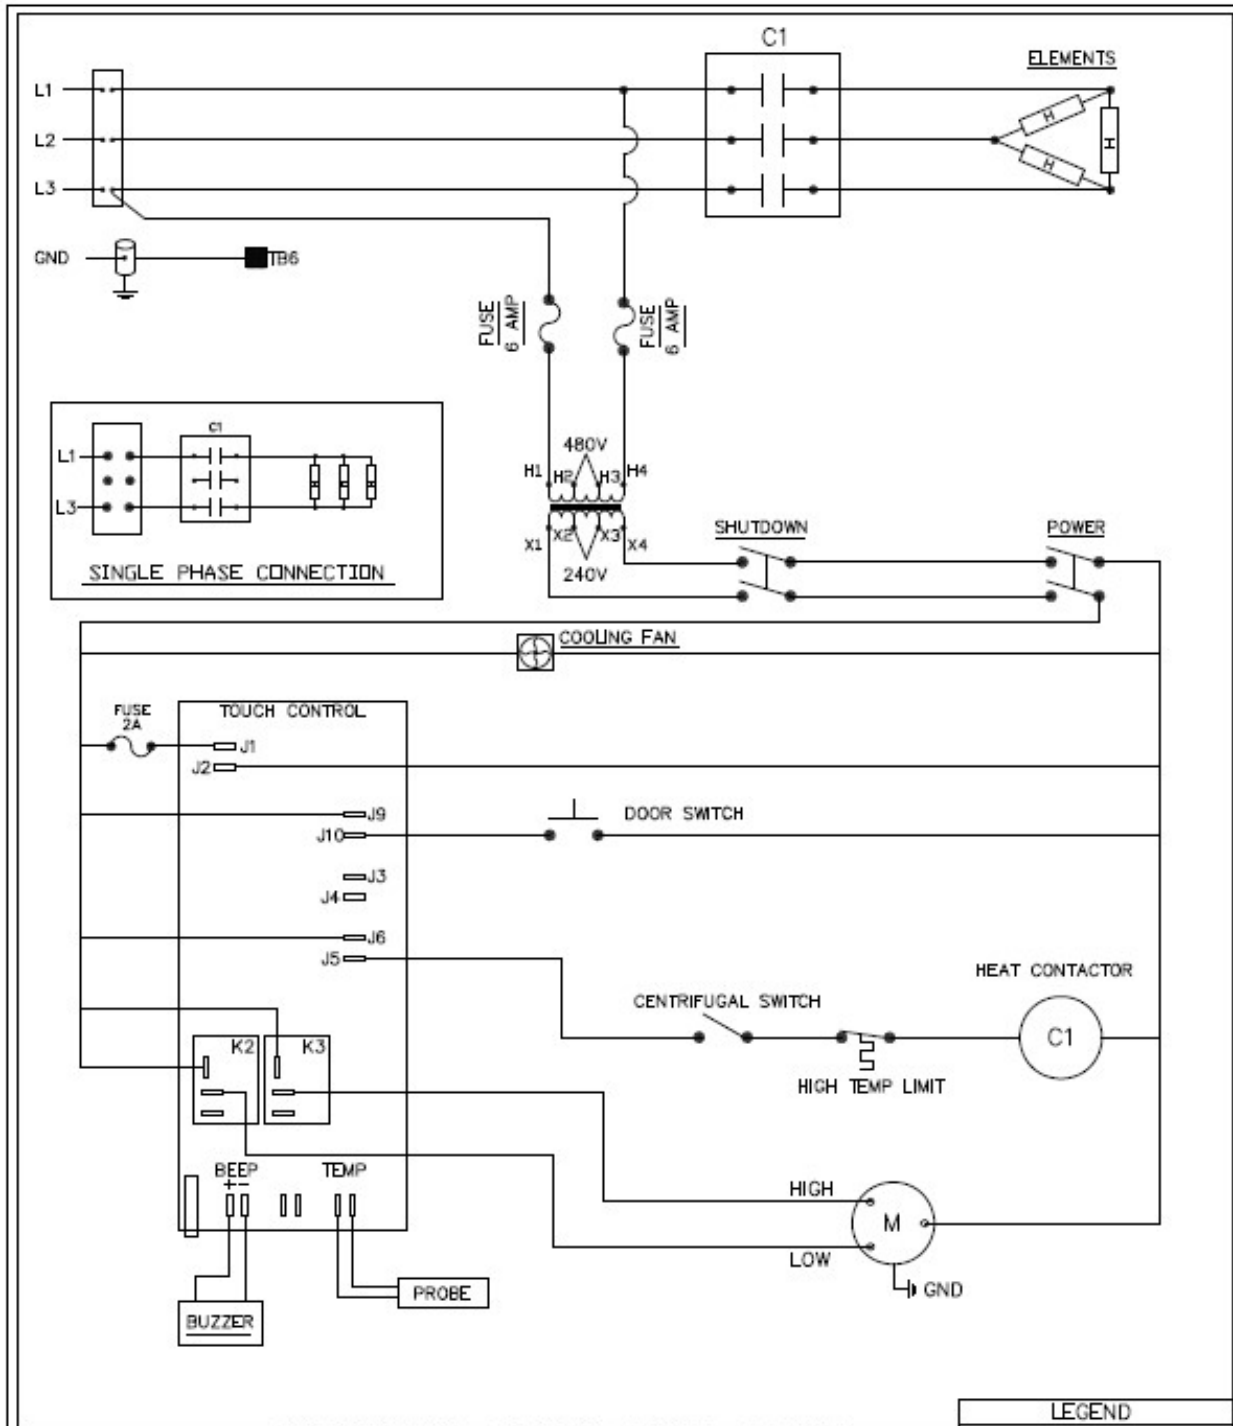 C1
ELEMENTS
L1
H
L2
H
H
L3
GND
TB6
FUSE
6 AMP
FUSE
6 AMP
C1
L1
L3
SINGLE PHASE CONNECTION
480V
H1
H2
H3
H4
X1
X2
X3
X4
240V
SHUTDOWN
POWER
COOLING FAN
FUSE
2A
TOUCH CONTROL
J1
J2
J9
J10
DOOR SWITCH
J3
J4
J6
J5
HEAT CONTACTOR
CENTRIFUGAL SWITCH
C1
K2
K3
HIGH TEMP LIMIT
BEEP
TEMP
+-
HIGH
M
LOW
GND
PROBE
BUZZER
LEGEND